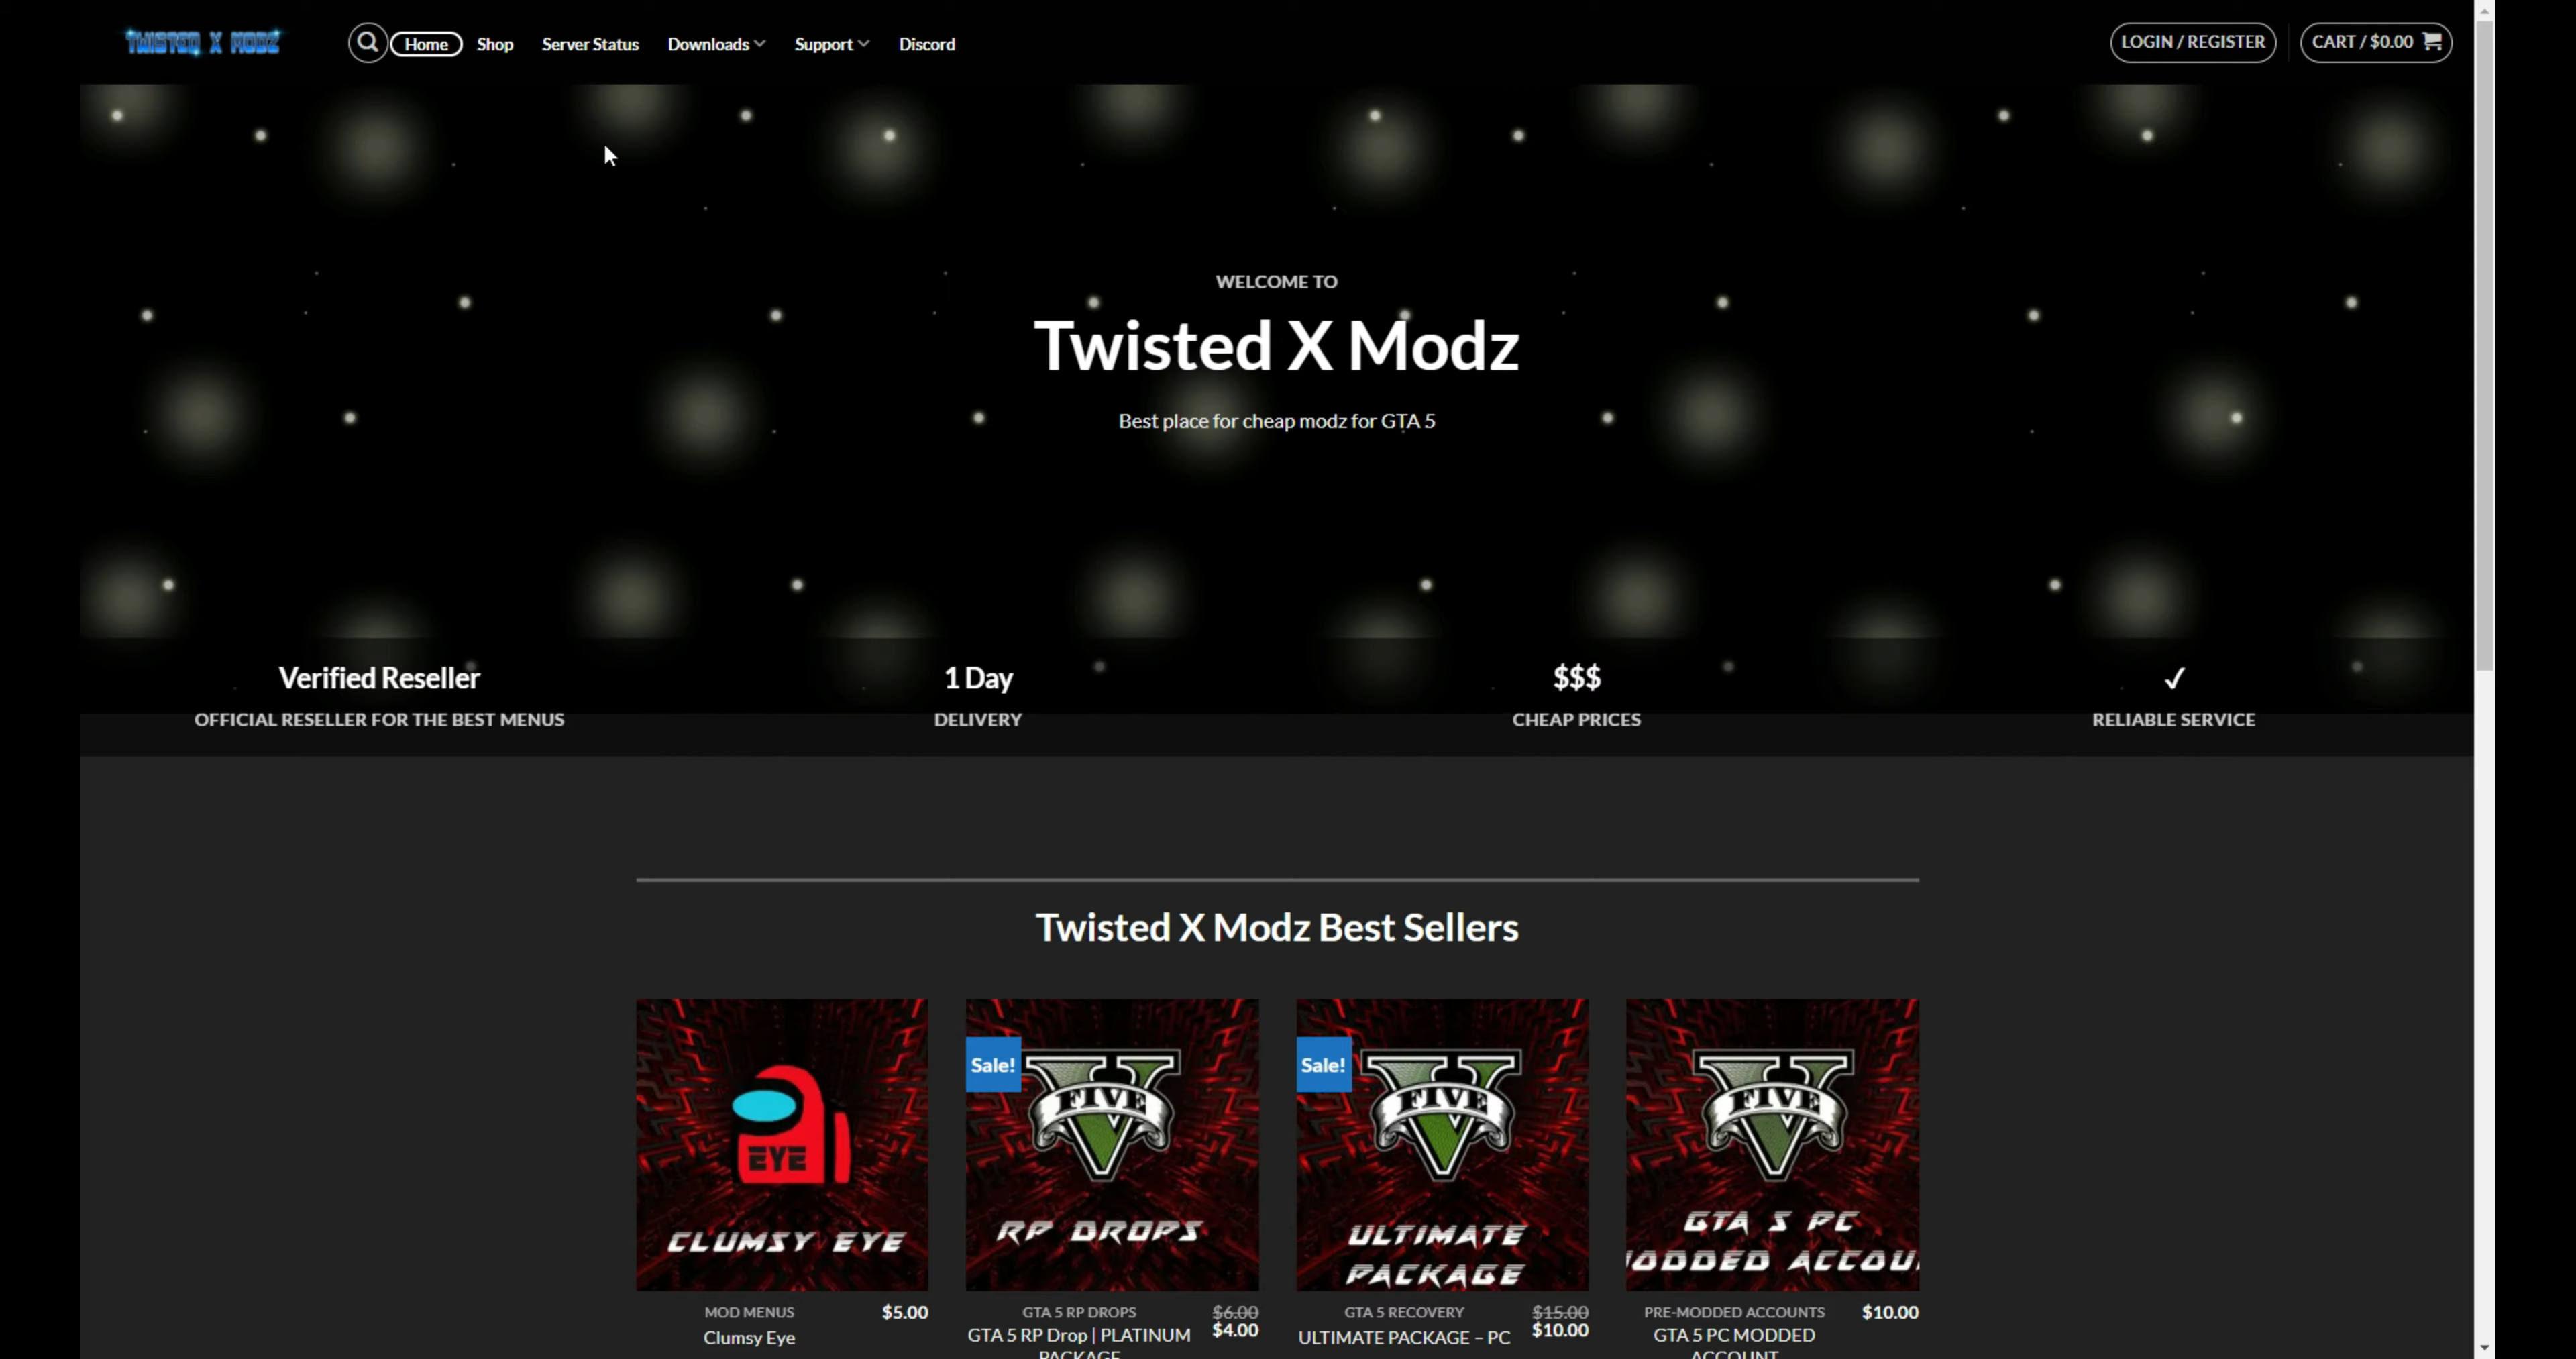 TWISTED X MODZ
Home
Shop
Server Status
Downloads
Support
Discord
LOGIN / REGISTER
CART / $0.00
WELCOME TO
Twisted X Modz
Best place for cheap modz for GTA 5
Verified Reseller
OFFICIAL RESELLER FOR THE BEST MENUS
1 Day
DELIVERY
$$$
CHEAP PRICES
✓
RELIABLE SERVICE
Twisted X Modz Best Sellers
EYE
CLUMSY EYE
MOD MENUS
$5.00
Clumsy Eye
Sale!
FIVE
RP DROPS
GTA 5 RP DROPS
$6.00
$4.00
GTA 5 RP Drop | PLATINUM
PACKAGE
Sale!
FIVE
ULTIMATE
PACKAGE
GTA 5 RECOVERY
$15.00
$10.00
ULTIMATE PACKAGE – PC
FIVE
GTA 5 PC
MODDED ACCOU
PRE-MODDED ACCOUNTS
$10.00
GTA 5 PC MODDED
ACCOUNT